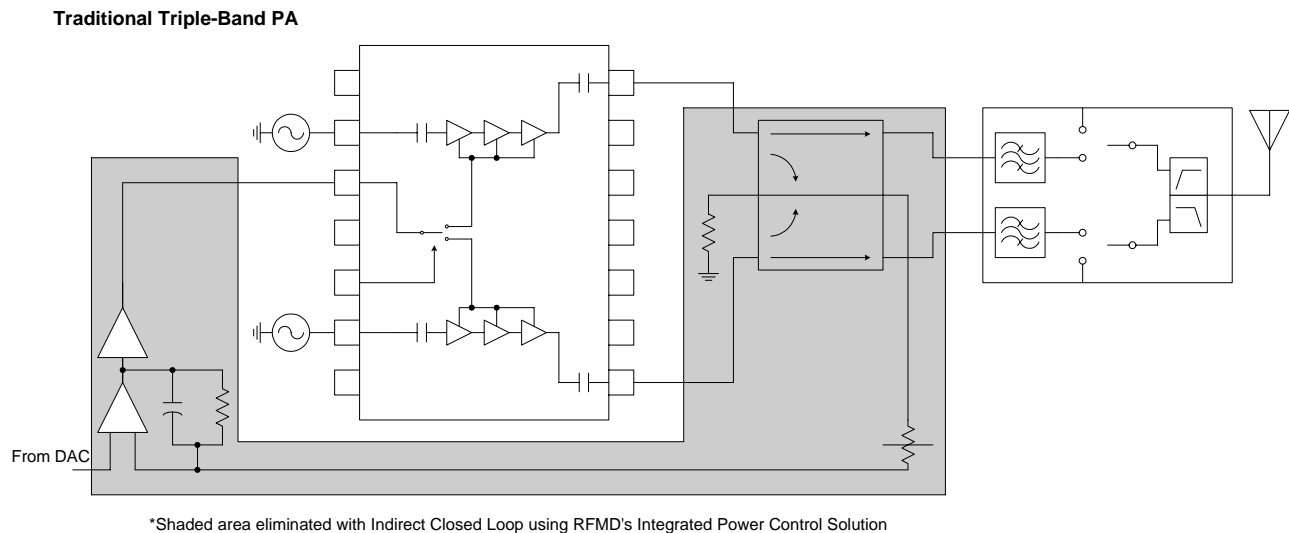 Traditional Triple-Band PA
From DAC
*Shaded area eliminated with Indirect Closed Loop using RFMD's Integrated Power Control Solution